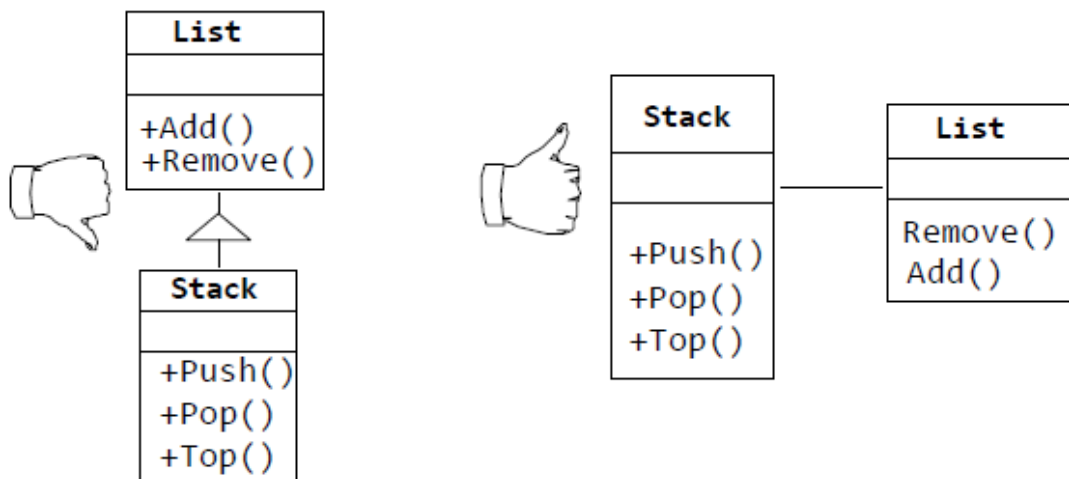 List
+Add()
+Remove()
Stack
+Push()
+Pop()
+Top()
Stack
+Push()
+Pop()
+Top()
List
Remove()
Add()